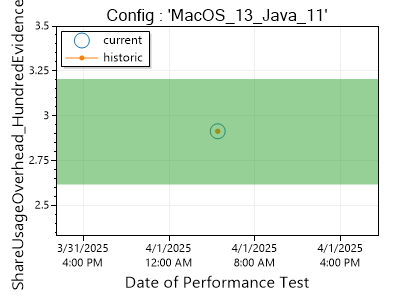 Config : 'MacOS_13_Java_11'
ShareUsageOverhead_HundredEvidence
3.5
3.25
3
2.75
2.5
current
historic
3/31/2025 4/1/2025 4/1/2025 4/1/2025
4:00 PM 12:00 AM 8:00 AM 4:00 PM
Date of Performance Test